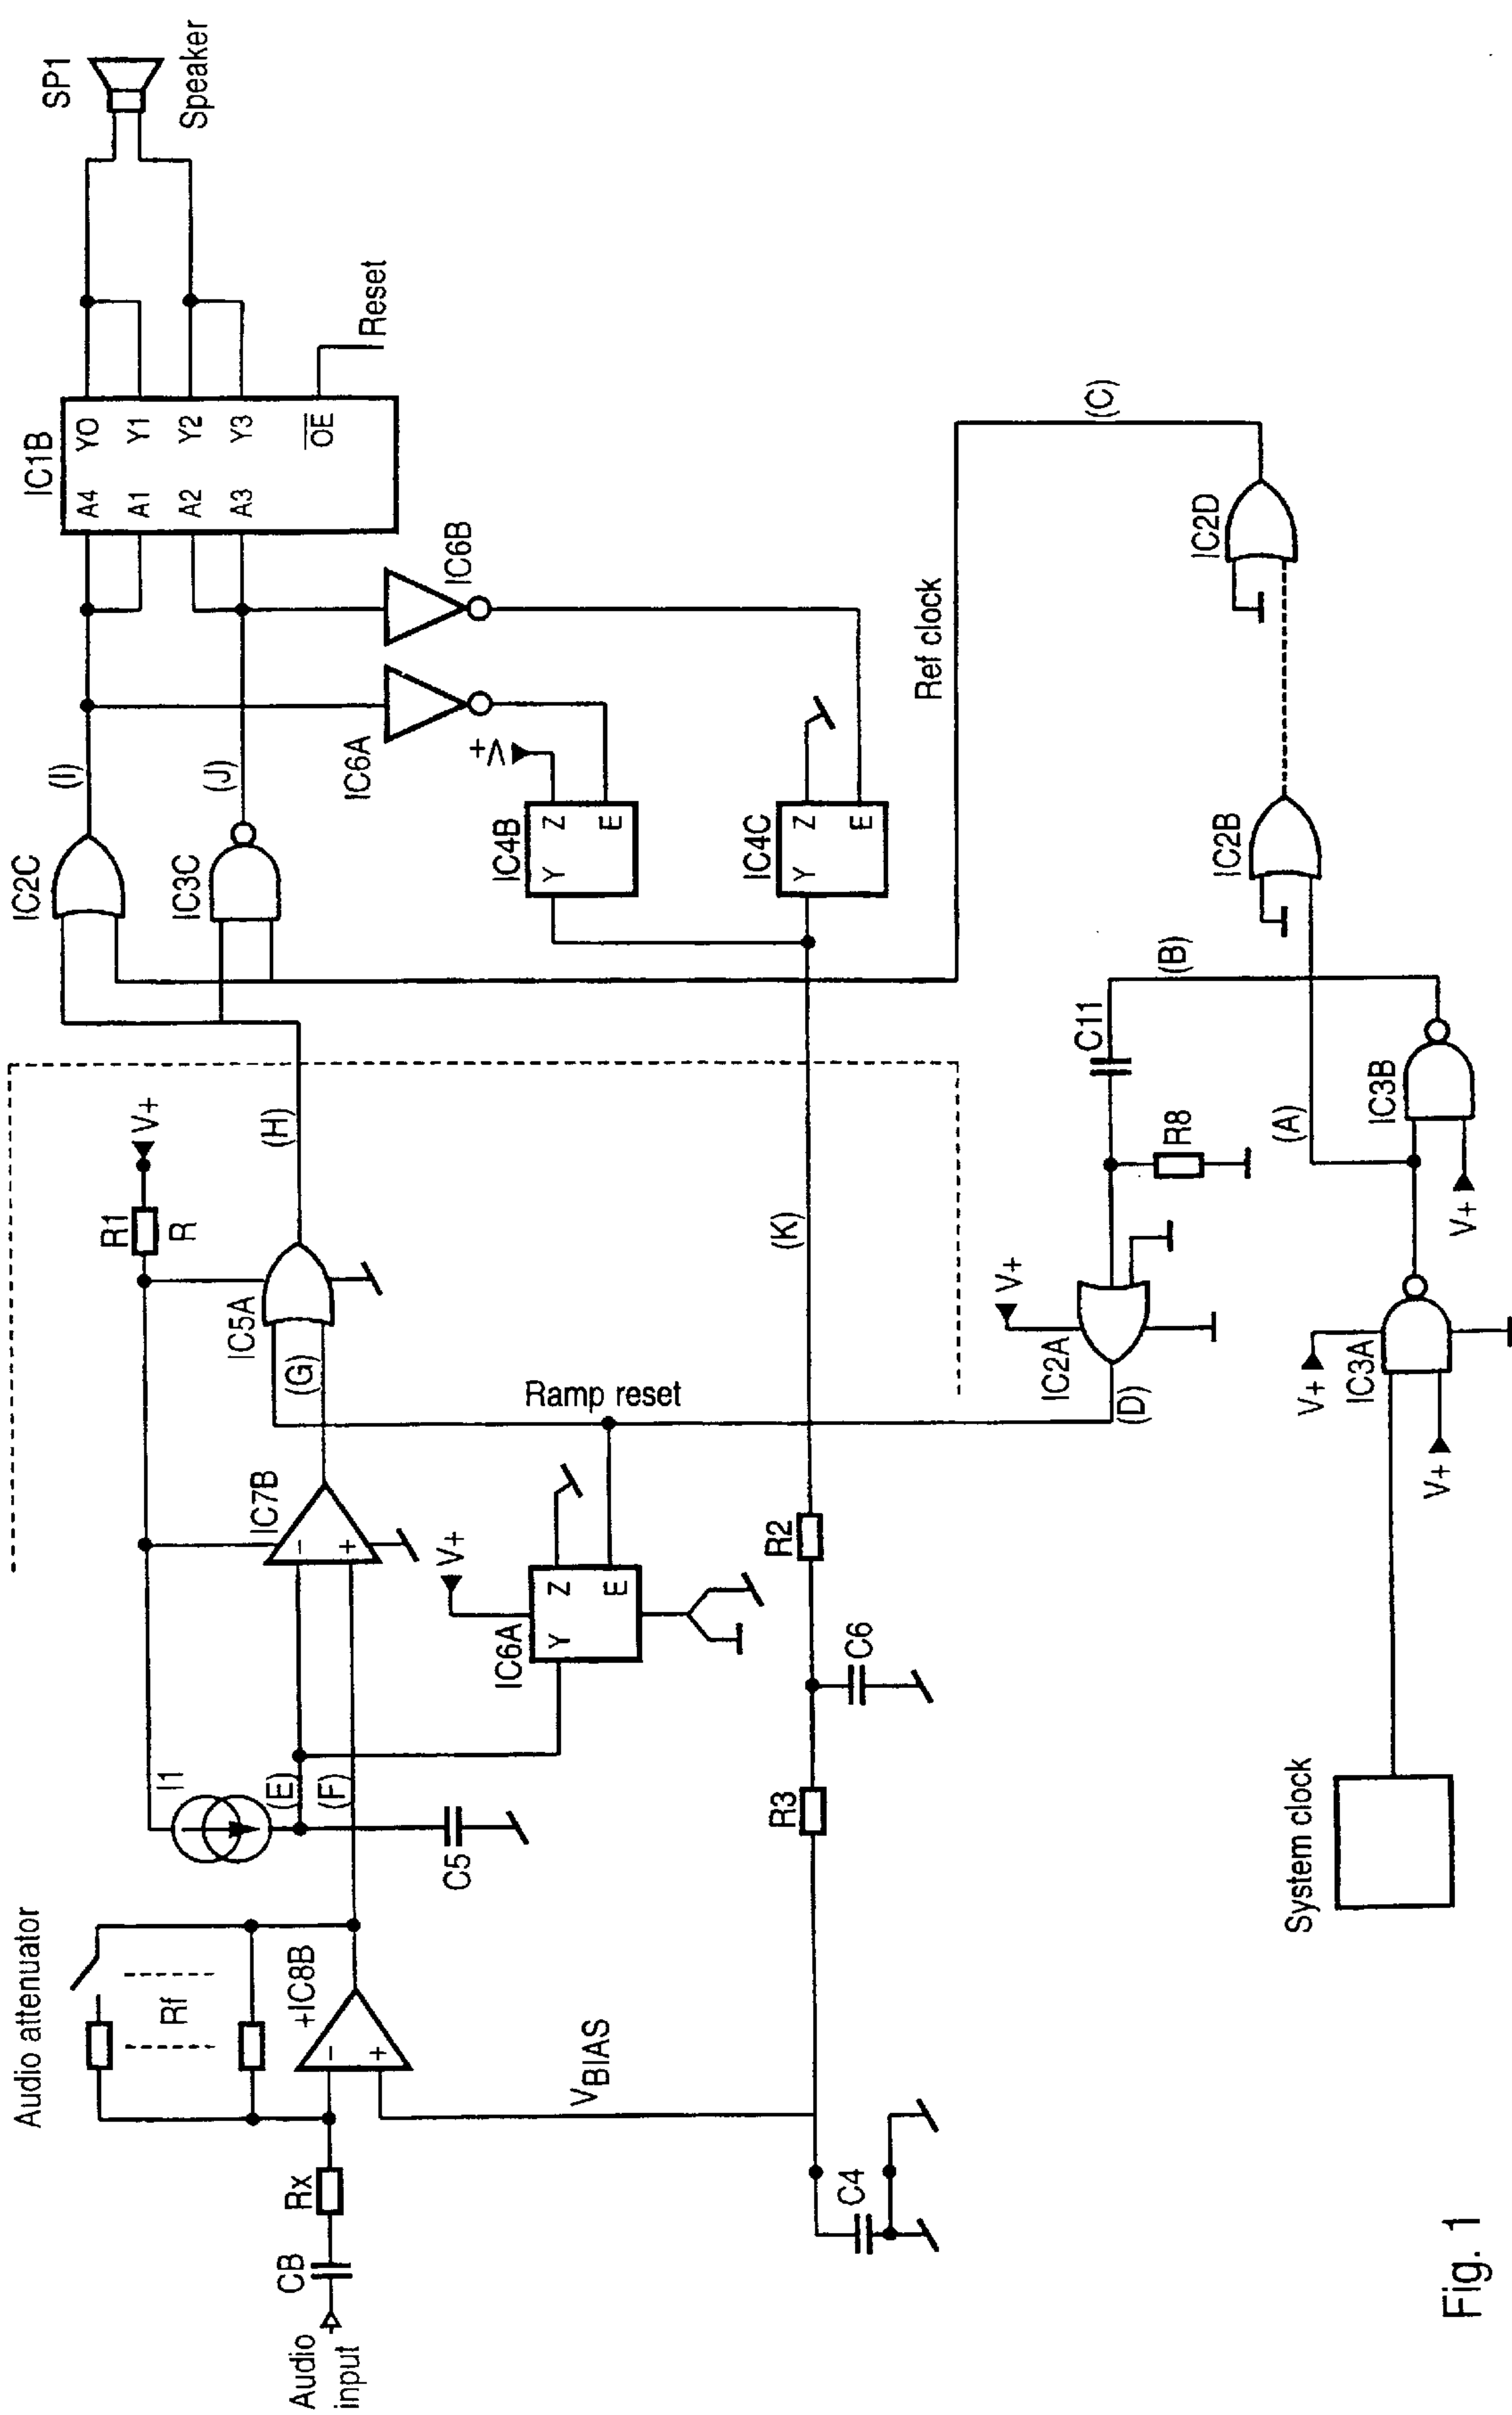 Audio attenuator
Rf
+IC8B
−
+
Rx
CB
Audio
input
VBIAS
C4
I1
(E)
(F)
C5
IC7B
−
+
V+
IC6A
Y
Z
E
Ramp reset
(G)
IC5A
R1
R
V+
(H)
R3
C6
R2
(K)
IC2C
IC3C
(I)
(J)
IC6A
IC6B
V+
IC4B
Y
Z
E
IC4C
Y
Z
E
IC1B
A4
Y0
A1
Y1
A2
Y2
A3
Y3
OE
Reset
SP1
Speaker
Ref clock
(C)
System clock
V+
IC3A
V+
(D)
IC2A
V+
R8
C11
(A)
(B)
IC3B
V+
IC2B
IC2D
Fig. 1